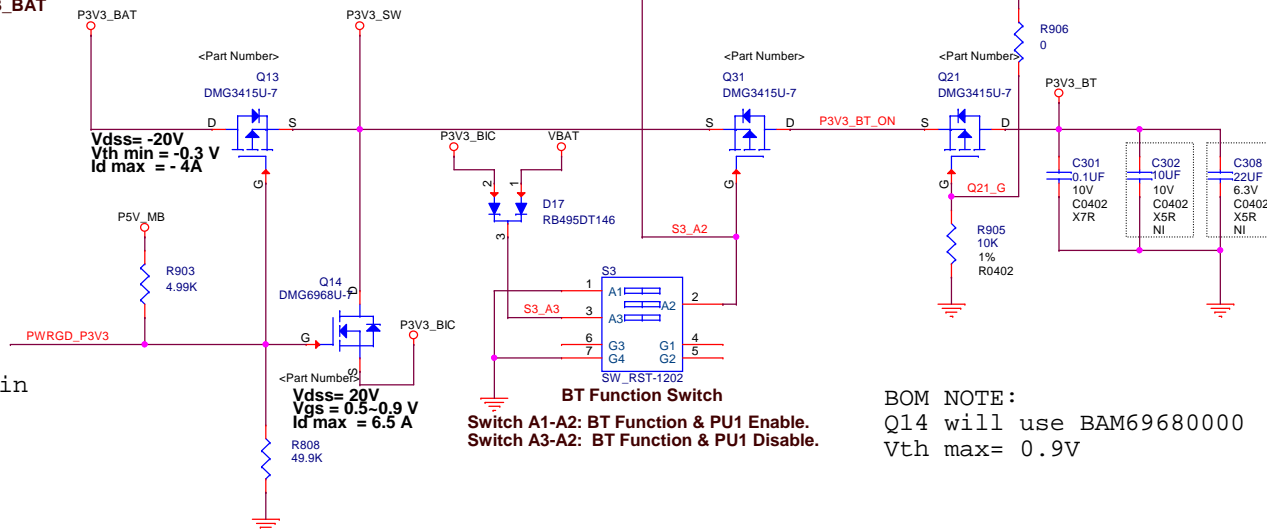 _BAT
P3V3_BAT
P3V3_SW
R906
0
<Part Number>
Q13
DMG3415U-7
<Part Number>
Q31
DMG3415U-7
<Part Number>
Q21
DMG3415U-7
P3V3_BT
D
S
G
S
D
G
P3V3_BT_ON
S
D
G
Vdss= -20V
Vth min = -0.3 V
Id max = - 4A
P3V3_BIC
VBAT
2
1
3
D17
RB495DT146
Q21_G
C301
0.1UF
10V
C0402
X7R
C302
10UF
10V
C0402
X5R
NI
C308
22UF
6.3V
C0402
X5R
NI
P5V_MB
R903
4.99K
R905
10K
1%
R0402
S3_A2
Q14
DMG6968U-7
D
G
S
P3V3_BIC
PWRGD_P3V3
S3
S3_A3
1
3
6
7
A1
A3
G3
G4
A2
G1
G2
2
4
5
SW_RST-1202
<Part Number>
Vdss= 20V
Vgs = 0.5~0.9 V
Id max = 6.5 A
in
BT Function Switch
Switch A1-A2: BT Function & PU1 Enable.
Switch A3-A2: BT Function & PU1 Disable.
BOM NOTE:
Q14 will use BAM69680000
Vth max= 0.9V
R808
49.9K